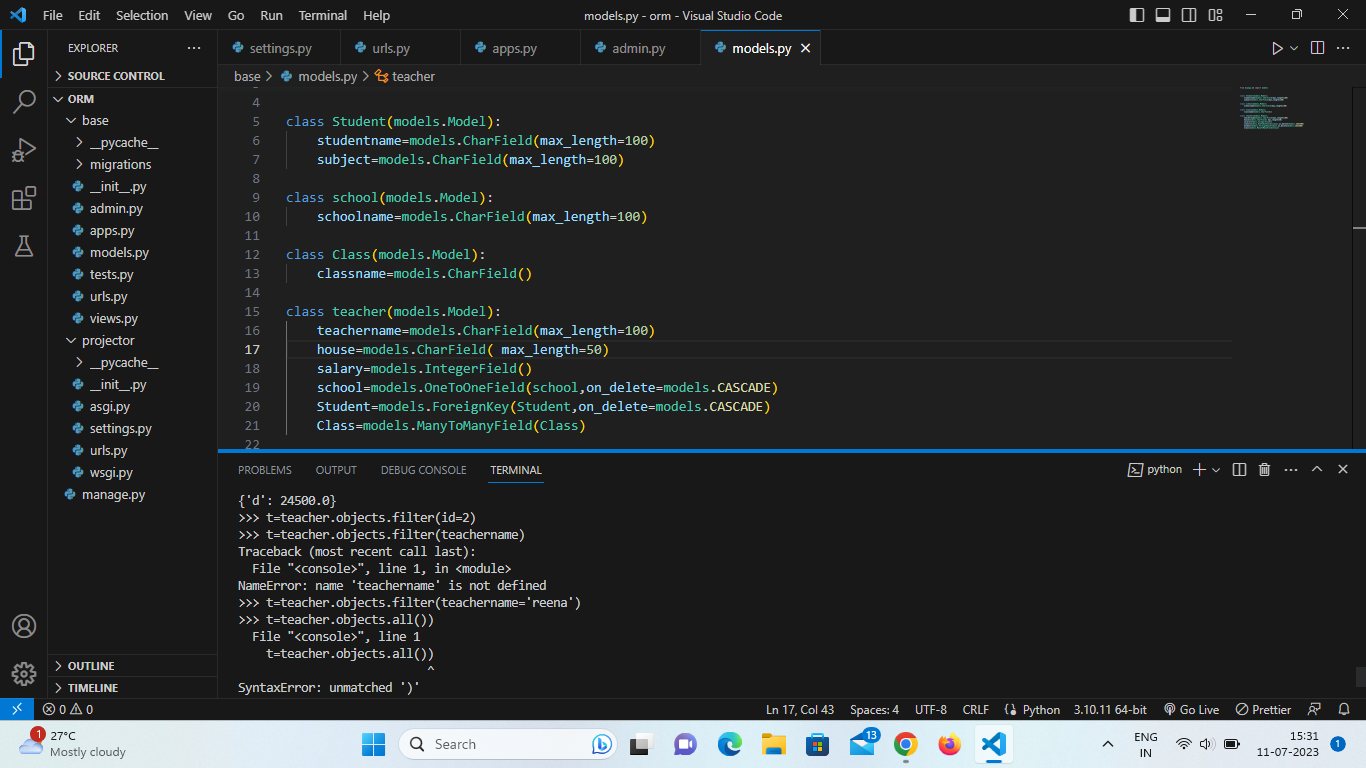 File Edit Selection View Go Run Terminal Help models.py - orm - Visual Studio Code
EXPLORER
SOURCE CONTROL
ORM
base
__pycache__
migrations
__init__.py
admin.py
apps.py
models.py
tests.py
urls.py
views.py
projector
__pycache__
__init__.py
asgi.py
settings.py
urls.py
wsgi.py
manage.py
OUTLINE
TIMELINE
settings.py urls.py apps.py admin.py models.py
base > models.py > teacher
4
5 class Student(models.Model):
6 studentname=models.CharField(max_length=100)
7 subject=models.CharField(max_length=100)
8
9 class school(models.Model):
10 schoolname=models.CharField(max_length=100)
11
12 class Class(models.Model):
13 classname=models.CharField()
14
15 class teacher(models.Model):
16 teachername=models.CharField(max_length=100)
17 house=models.CharField( max_length=50)
18 salary=models.IntegerField()
19 school=models.OneToOneField(school,on_delete=models.CASCADE)
20 Student=models.ForeignKey(Student,on_delete=models.CASCADE)
21 Class=models.ManyToManyField(Class)
22
PROBLEMS OUTPUT DEBUG CONSOLE TERMINAL python
{'d': 24500.0}
>>> t=teacher.objects.filter(id=2)
>>> t=teacher.objects.filter(teachername)
Traceback (most recent call last):
File "<console>", line 1, in <module>
NameError: name 'teachername' is not defined
>>> t=teacher.objects.filter(teachername='reena')
>>> t=teacher.objects.all())
File "<console>", line 1
t=teacher.objects.all())
^
SyntaxError: unmatched ')'
0 0 Ln 17, Col 43 Spaces: 4 UTF-8 CRLF Python 3.10.11 64-bit Go Live Prettier
1 27°C
Mostly cloudy
Search
13
ENG
IN
15:31
11-07-2023
1